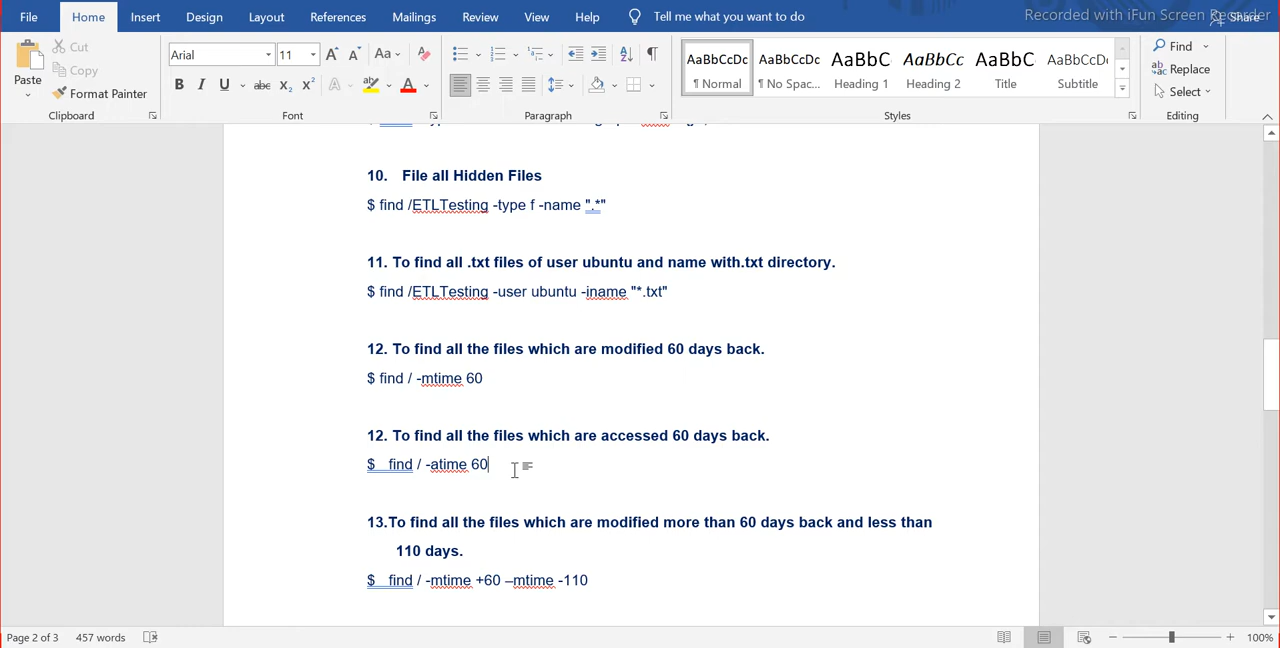 File Home Insert Design Layout References Mailings Review View Help Tell me what you want to do Share
Recorded with iFun Screen Recorder
Paste Cut Copy Format Painter
Arial 11 Aa
B I U abc X₂ X² A A
AaBbCcDc AaBbCcDc AaBbC AaBbCc AaBbC AaBbCcD
¶ Normal ¶ No Spac... Heading 1 Heading 2 Title Subtitle
Find Replace Select
Clipboard Font Paragraph Styles Editing
10. File all Hidden Files
$ find /ETLTesting -type f -name ".*"
11. To find all .txt files of user ubuntu and name with.txt directory.
$ find /ETLTesting -user ubuntu -iname "*.txt"
12. To find all the files which are modified 60 days back.
$ find / -mtime 60
12. To find all the files which are accessed 60 days back.
$ find / -atime 60
13.To find all the files which are modified more than 60 days back and less than
110 days.
$ find / -mtime +60 –mtime -110
Page 2 of 3 457 words 100%